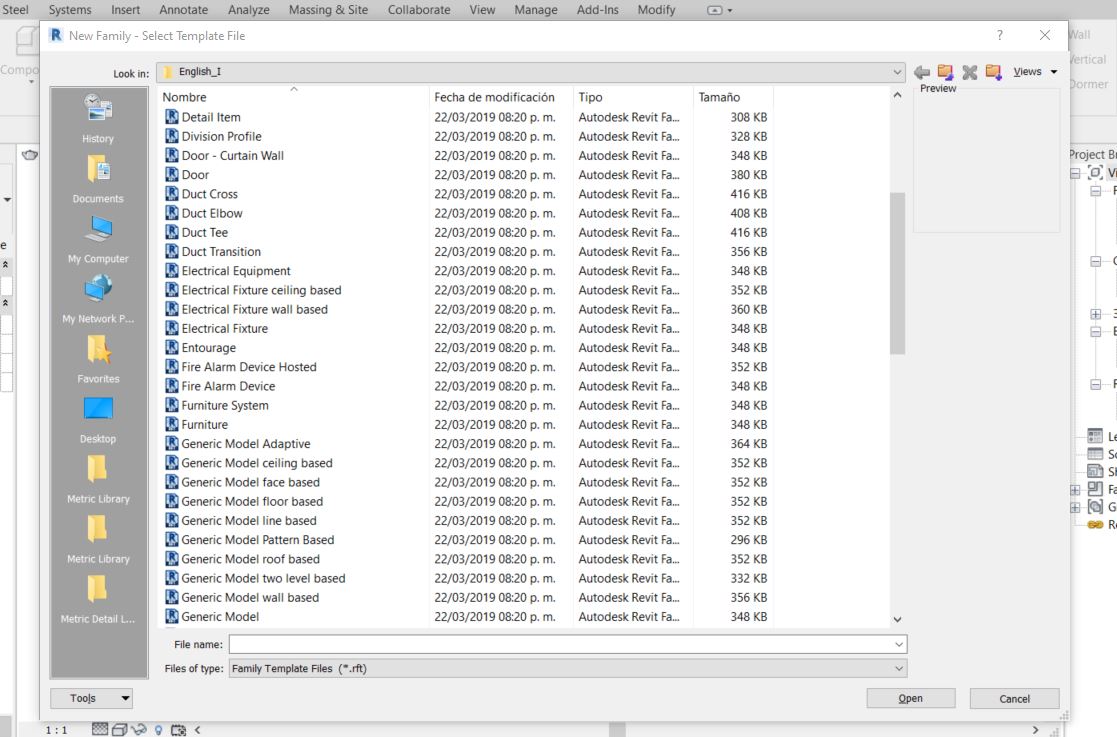 Steel Systems Insert Annotate Analyze Massing & Site Collaborate View Manage Add-Ins Modify
New Family - Select Template File
Look in: English_I Views
Preview
Nombre Fecha de modificación Tipo Tamaño
Detail Item 22/03/2019 08:20 p. m. Autodesk Revit Fa... 308 KB
Division Profile 22/03/2019 08:20 p. m. Autodesk Revit Fa... 328 KB
Door - Curtain Wall 22/03/2019 08:20 p. m. Autodesk Revit Fa... 348 KB
Door 22/03/2019 08:20 p. m. Autodesk Revit Fa... 380 KB
Duct Cross 22/03/2019 08:20 p. m. Autodesk Revit Fa... 416 KB
Duct Elbow 22/03/2019 08:20 p. m. Autodesk Revit Fa... 408 KB
Duct Tee 22/03/2019 08:20 p. m. Autodesk Revit Fa... 416 KB
Duct Transition 22/03/2019 08:20 p. m. Autodesk Revit Fa... 356 KB
Electrical Equipment 22/03/2019 08:20 p. m. Autodesk Revit Fa... 348 KB
Electrical Fixture ceiling based 22/03/2019 08:20 p. m. Autodesk Revit Fa... 352 KB
Electrical Fixture wall based 22/03/2019 08:20 p. m. Autodesk Revit Fa... 360 KB
Electrical Fixture 22/03/2019 08:20 p. m. Autodesk Revit Fa... 348 KB
Entourage 22/03/2019 08:20 p. m. Autodesk Revit Fa... 348 KB
Fire Alarm Device Hosted 22/03/2019 08:20 p. m. Autodesk Revit Fa... 352 KB
Fire Alarm Device 22/03/2019 08:20 p. m. Autodesk Revit Fa... 348 KB
Furniture System 22/03/2019 08:20 p. m. Autodesk Revit Fa... 348 KB
Furniture 22/03/2019 08:20 p. m. Autodesk Revit Fa... 348 KB
Generic Model Adaptive 22/03/2019 08:20 p. m. Autodesk Revit Fa... 364 KB
Generic Model ceiling based 22/03/2019 08:20 p. m. Autodesk Revit Fa... 352 KB
Generic Model face based 22/03/2019 08:20 p. m. Autodesk Revit Fa... 352 KB
Generic Model floor based 22/03/2019 08:20 p. m. Autodesk Revit Fa... 352 KB
Generic Model line based 22/03/2019 08:20 p. m. Autodesk Revit Fa... 352 KB
Generic Model Pattern Based 22/03/2019 08:20 p. m. Autodesk Revit Fa... 296 KB
Generic Model roof based 22/03/2019 08:20 p. m. Autodesk Revit Fa... 352 KB
Generic Model two level based 22/03/2019 08:20 p. m. Autodesk Revit Fa... 332 KB
Generic Model wall based 22/03/2019 08:20 p. m. Autodesk Revit Fa... 356 KB
Generic Model 22/03/2019 08:20 p. m. Autodesk Revit Fa... 348 KB
History
Documents
My Computer
My Network P...
Favorites
Desktop
Metric Library
Metric Library
Metric Detail L...
File name:
Files of type: Family Template Files (*.rft)
Tools Open Cancel
Compo
Wall
Vertical
Dormer
Project Br
1 : 1